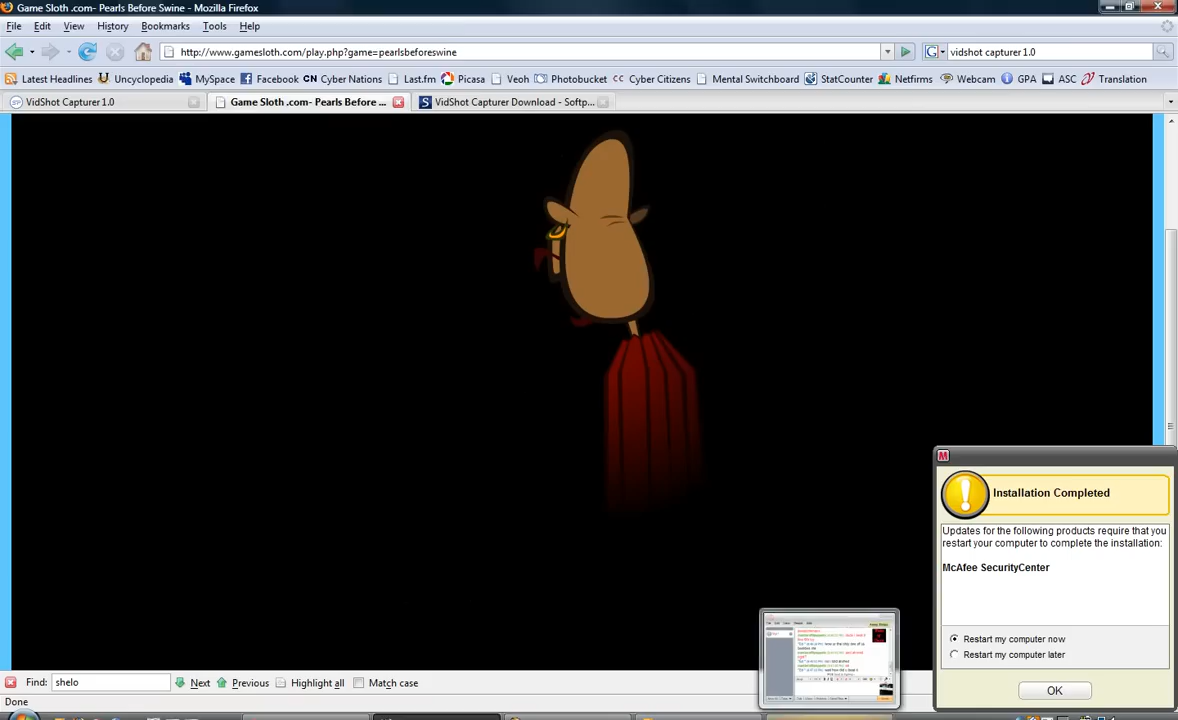 Game Sloth .com- Pearls Before Swine - Mozilla Firefox
File Edit View History Bookmarks Tools Help
http://www.gamesloth.com/play.php?game=pearlsbeforeswine
vidshot capturer 1.0
Latest Headlines Uncyclopedia MySpace Facebook CN Cyber Nations Last.fm Picasa Veoh Photobucket CC Cyber Citizens Mental Switchboard StatCounter Netfirms Webcam GPA ASC Translation
VidShot Capturer 1.0
Game Sloth .com- Pearls Before ...
VidShot Capturer Download - Softp...
Installation Completed
Updates for the following products require that you
restart your computer to complete the installation:
McAfee SecurityCenter
Restart my computer now
Restart my computer later
OK
Find: shelo Next Previous Highlight all Match case
Done